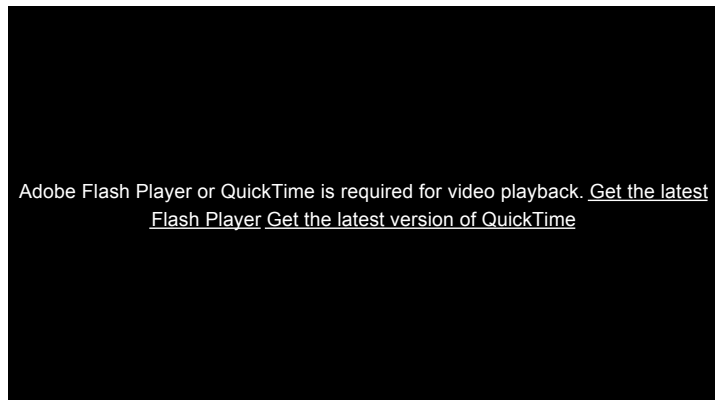 Adobe Flash Player or QuickTime is required for video playback. Get the latest
Flash Player Get the latest version of QuickTime